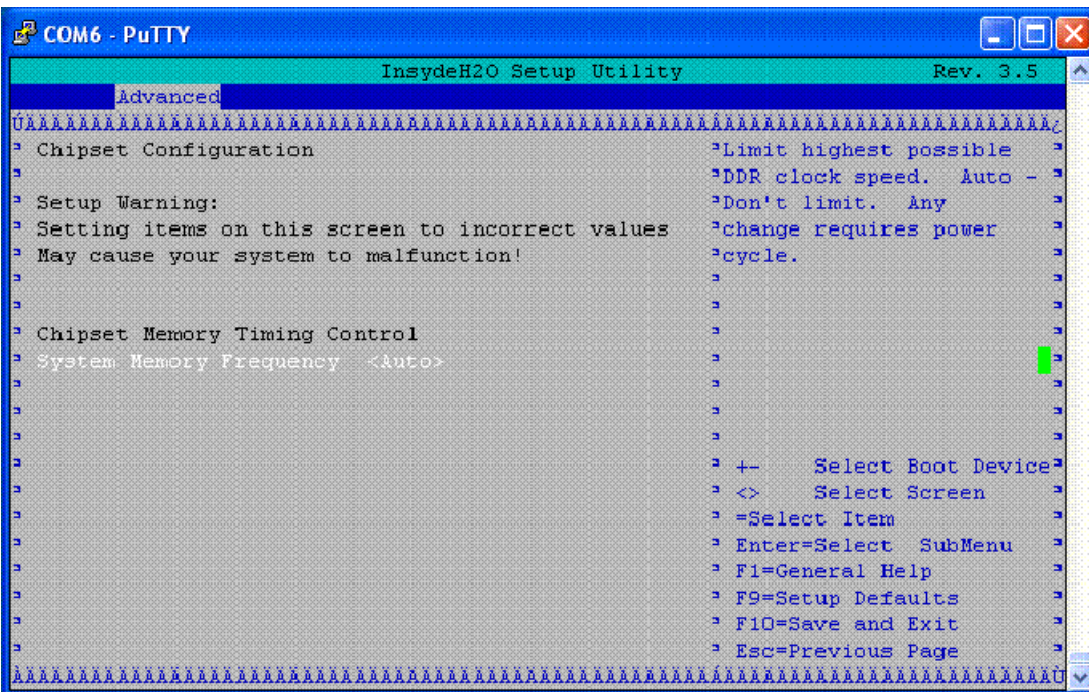 COM6 - PuTTY
InsydeH2O Setup Utility Rev. 3.5
Advanced
Chipset Configuration
Setup Warning:
Setting items on this screen to incorrect values
May cause your system to malfunction!
Chipset Memory Timing Control
System Memory Frequency <Auto>
Limit highest possible
DDR clock speed. Auto -
Don't limit. Any
change requires power
cycle.
+- Select Boot Device
<> Select Screen
=Select Item
Enter=Select SubMenu
F1=General Help
F9=Setup Defaults
F10=Save and Exit
Esc=Previous Page